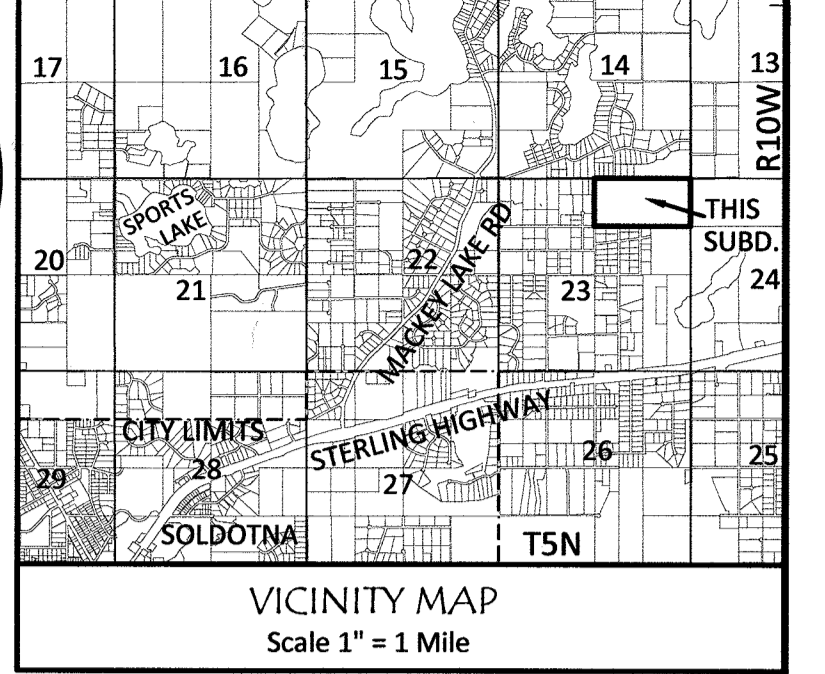 17
16
15
14
13
R10W
SPORTS
LAKE
THIS
SUBD.
20
21
22
MACKEY LAKE RD
23
24
CITY LIMITS
STERLING HIGHWAY
29
28
27
26
25
SOLDOTNA
T5N
VICINITY MAP
Scale 1" = 1 Mile